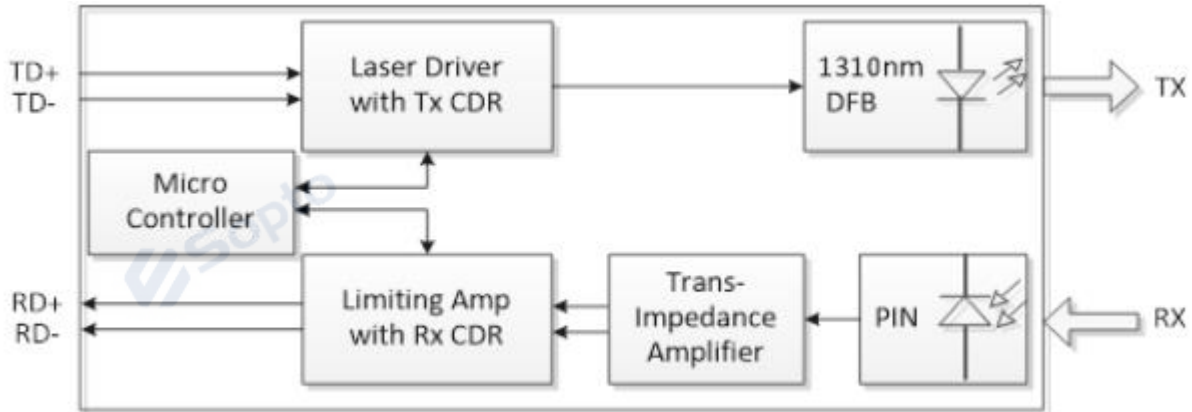 TD+
TD-
Laser Driver
with Tx CDR
1310nm
DFB
TX
Micro
Controller
Sopto
RD+
RD-
Limiting Amp
with Rx CDR
Trans-
Impedance
Amplifier
PIN
RX